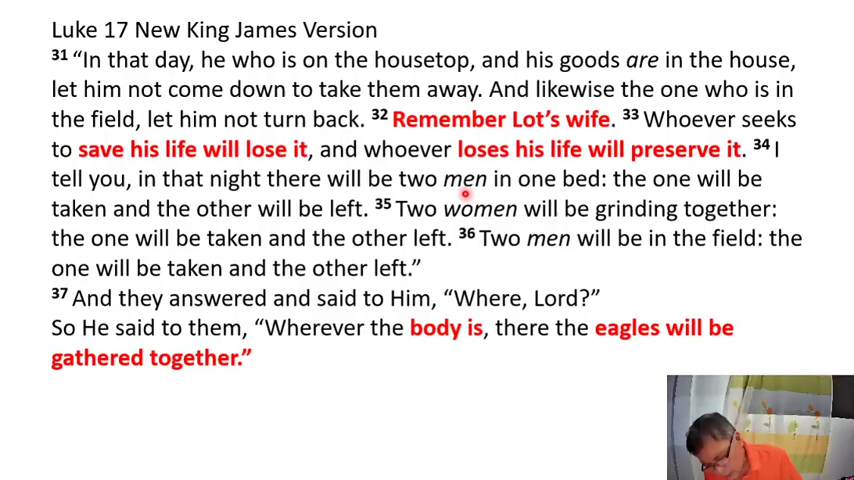 Luke 17 New King James Version
31 “In that day, he who is on the housetop, and his goods are in the house,
let him not come down to take them away. And likewise the one who is in
the field, let him not turn back. 32 Remember Lot’s wife. 33 Whoever seeks
to save his life will lose it, and whoever loses his life will preserve it. 34 I
tell you, in that night there will be two men in one bed: the one will be
taken and the other will be left. 35 Two women will be grinding together:
the one will be taken and the other left. 36 Two men will be in the field: the
one will be taken and the other left.”
37 And they answered and said to Him, “Where, Lord?”
So He said to them, “Wherever the body is, there the eagles will be
gathered together.”